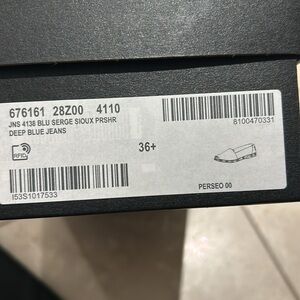 676161 28Z00 4110
JNS 4138 BLU SERGE SIOUX PRSHR
DEEP BLUE JEANS
8100470331
RFID
36+
I53S1017533
PERSEO 00